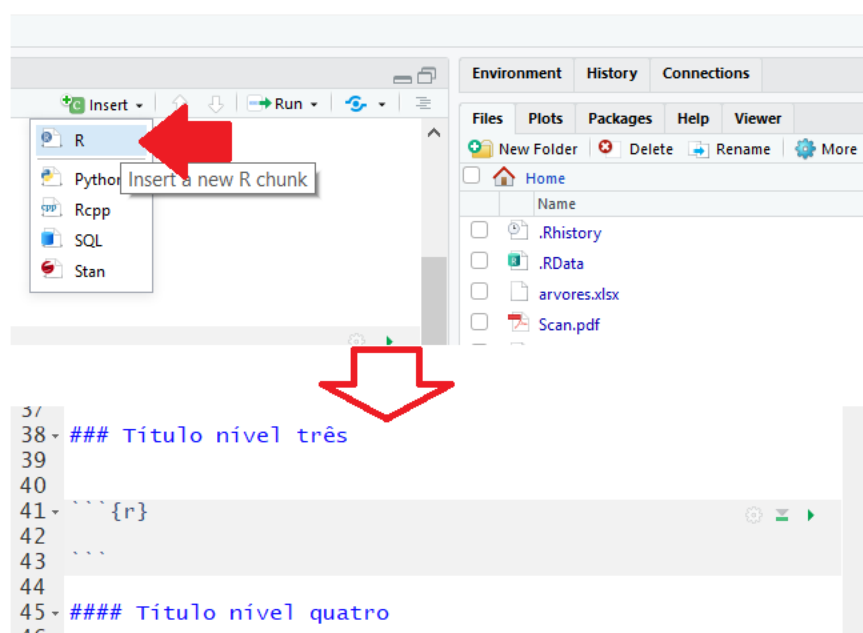 Environment History Connections
Insert Run
Files Plots Packages Help Viewer
R
New Folder Delete Rename More
Insert a new R chunk
Home
Python
Name
Rcpp
.Rhistory
SQL
.RData
Stan
arvores.xlsx
Scan.pdf
37
38 ### Título nível três
39
40
41 ```{r}
42
43 ```
44
45 #### Título nível quatro
46